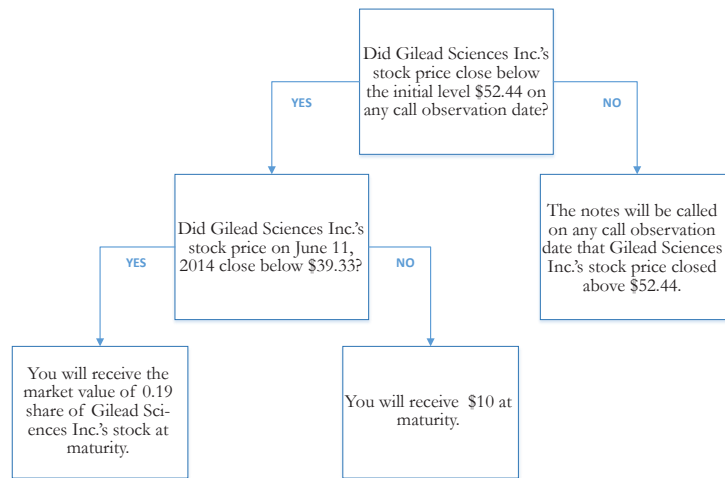 Did Gilead Sciences Inc.'s
stock price close below
the initial level $52.44 on
any call observation date?
YES
NO
Did Gilead Sciences Inc.'s
stock price on June 11,
2014 close below $39.33?
The notes will be called
on any call observation
date that Gilead Sciences
Inc.'s stock price closed
above $52.44.
YES
NO
You will receive the
market value of 0.19
share of Gilead Sci-
ences Inc.'s stock at
maturity.
You will receive $10 at
maturity.